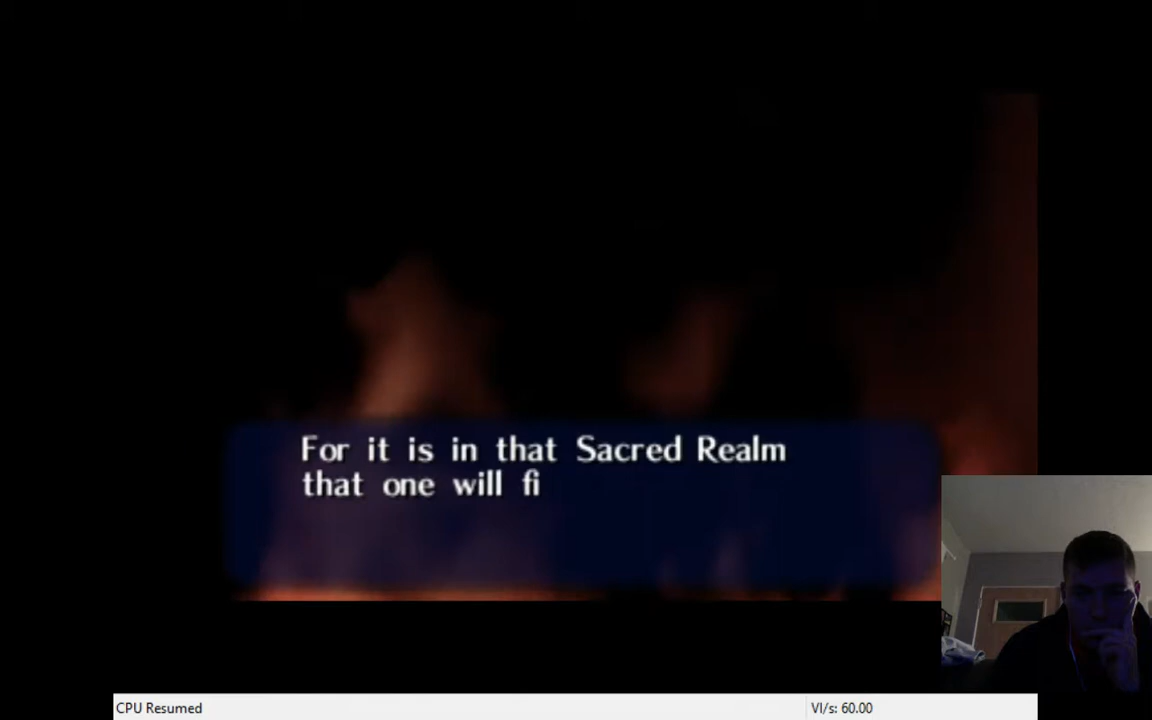 For it is in that Sacred Realm
that one will fi
CPU Resumed
VI/s: 60.00